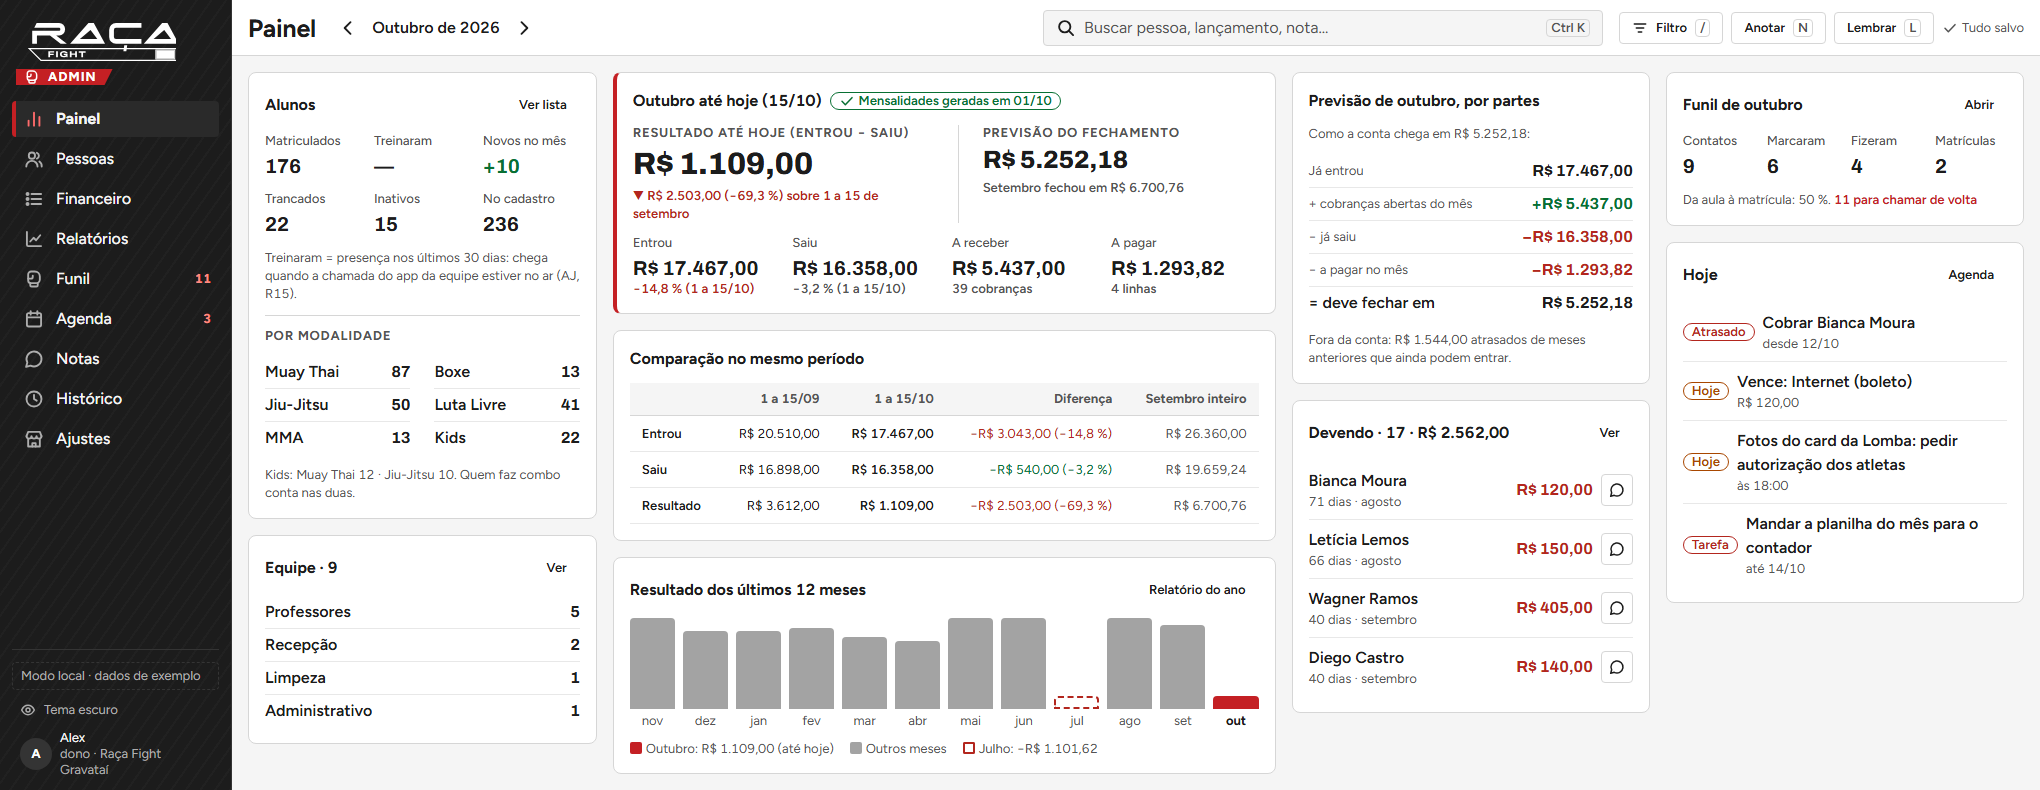 RAÇA
FIGHT
ADMIN
Painel
Pessoas
Financeiro
Relatórios
Funil 11
Agenda 3
Notas
Histórico
Ajustes
Modo local · dados de exemplo
Tema escuro
A
Alex
dono · Raça Fight
Gravataí
Painel
Outubro de 2026
Buscar pessoa, lançamento, nota...
Ctrl K
Filtro /
Anotar N
Lembrar L
Tudo salvo
Alunos
Ver lista
Matriculados Treinaram Novos no mês
176 — +10
Trancados Inativos No cadastro
22 15 236
Treinaram = presença nos últimos 30 dias: chega
quando a chamada do app da equipe estiver no ar (AJ,
R15).
POR MODALIDADE
Muay Thai 87 Boxe 13
Jiu-Jitsu 50 Luta Livre 41
MMA 13 Kids 22
Kids: Muay Thai 12 · Jiu-Jitsu 10. Quem faz combo
conta nas duas.
Equipe · 9
Ver
Professores 5
Recepção 2
Limpeza 1
Administrativo 1
Outubro até hoje (15/10)
Mensalidades geradas em 01/10
RESULTADO ATÉ HOJE (ENTROU − SAIU)
R$ 1.109,00
▼ R$ 2.503,00 (−69,3 %) sobre 1 a 15 de
setembro
PREVISÃO DO FECHAMENTO
R$ 5.252,18
Setembro fechou em R$ 6.700,76
Entrou Saiu A receber A pagar
R$ 17.467,00 R$ 16.358,00 R$ 5.437,00 R$ 1.293,82
−14,8 % (1 a 15/10) −3,2 % (1 a 15/10) 39 cobranças 4 linhas
Comparação no mesmo período
1 a 15/09 1 a 15/10 Diferença Setembro inteiro
Entrou R$ 20.510,00 R$ 17.467,00 −R$ 3.043,00 (−14,8 %) R$ 26.360,00
Saiu R$ 16.898,00 R$ 16.358,00 −R$ 540,00 (−3,2 %) R$ 19.659,24
Resultado R$ 3.612,00 R$ 1.109,00 −R$ 2.503,00 (−69,3 %) R$ 6.700,76
Resultado dos últimos 12 meses
Relatório do ano
nov dez jan fev mar abr mai jun jul ago set out
Outubro: R$ 1.109,00 (até hoje) Outros meses Julho: −R$ 1.101,62
Previsão de outubro, por partes
Como a conta chega em R$ 5.252,18:
Já entrou R$ 17.467,00
+ cobranças abertas do mês +R$ 5.437,00
− já saiu −R$ 16.358,00
− a pagar no mês −R$ 1.293,82
= deve fechar em R$ 5.252,18
Fora da conta: R$ 1.544,00 atrasados de meses
anteriores que ainda podem entrar.
Devendo · 17 · R$ 2.562,00
Ver
Bianca Moura
71 dias · agosto
R$ 120,00
Letícia Lemos
66 dias · agosto
R$ 150,00
Wagner Ramos
40 dias · setembro
R$ 405,00
Diego Castro
40 dias · setembro
R$ 140,00
Funil de outubro
Abrir
Contatos Marcaram Fizeram Matrículas
9 6 4 2
Da aula à matrícula: 50 %. 11 para chamar de volta
Hoje
Agenda
Atrasado
Cobrar Bianca Moura
desde 12/10
Hoje
Vence: Internet (boleto)
R$ 120,00
Hoje
Fotos do card da Lomba: pedir
autorização dos atletas
às 18:00
Tarefa
Mandar a planilha do mês para o
contador
até 14/10